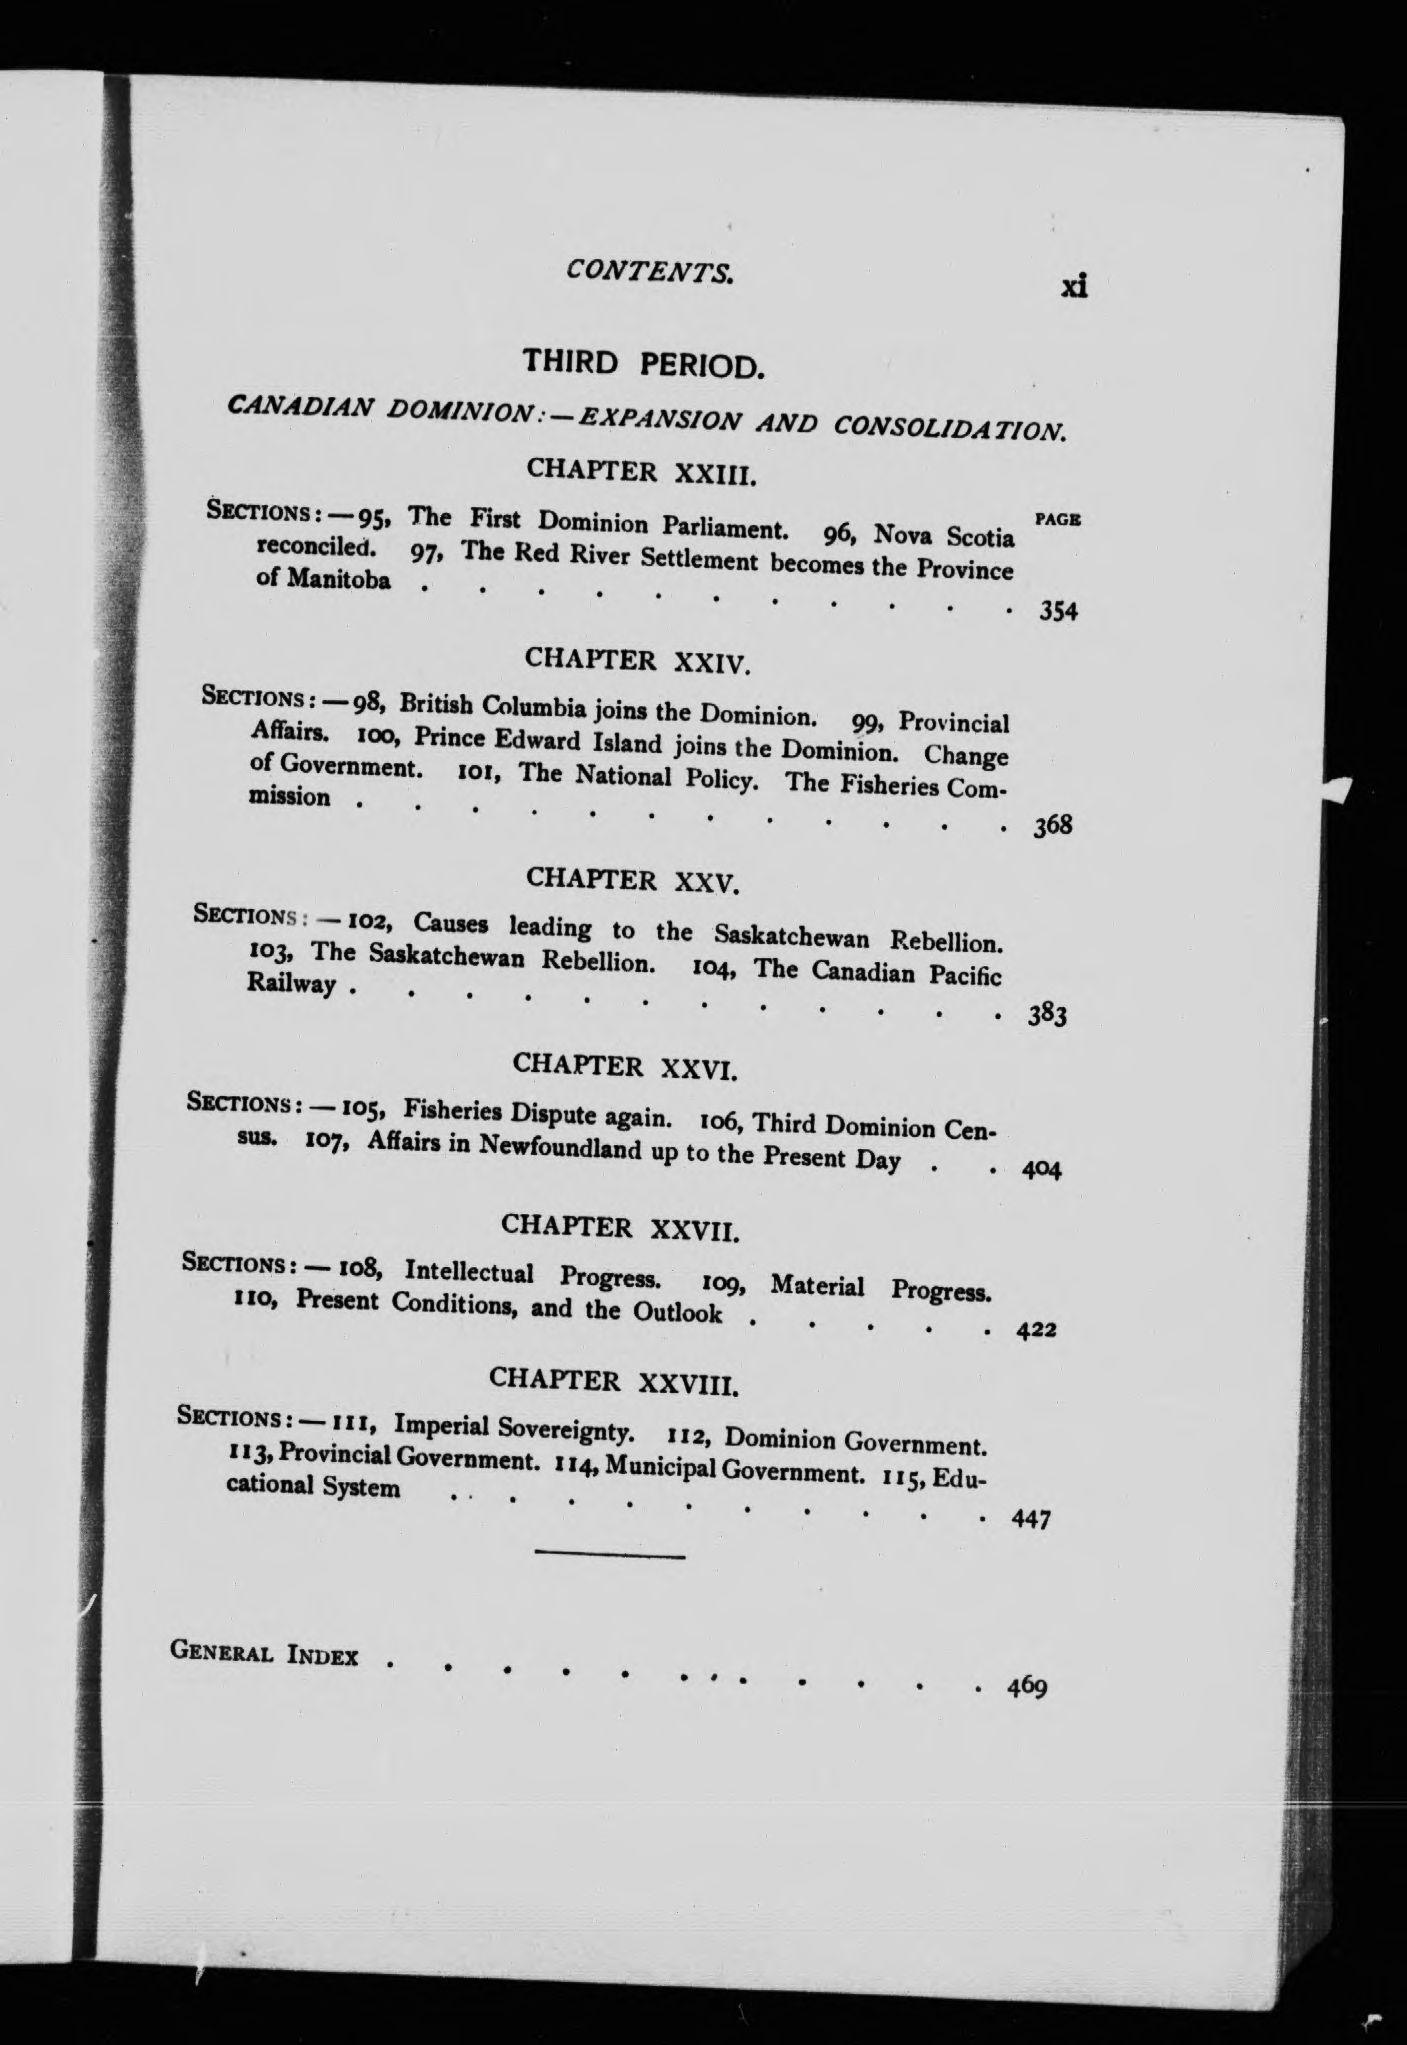 CONTENTS. xi
THIRD PERIOD.
CANADIAN DOMINION:—EXPANSION AND CONSOLIDATION.
CHAPTER XXIII.
PAGE
SECTIONS:—95, The First Dominion Parliament. 96, Nova Scotia
reconciled. 97, The Red River Settlement becomes the Province
of Manitoba . . . . . . . . . . . 354
CHAPTER XXIV.
SECTIONS:—98, British Columbia joins the Dominion. 99, Provincial
Affairs. 100, Prince Edward Island joins the Dominion. Change
of Government. 101, The National Policy. The Fisheries Com-
mission . . . . . . . . . . . . 368
CHAPTER XXV.
SECTIONS:—102, Causes leading to the Saskatchewan Rebellion.
103, The Saskatchewan Rebellion. 104, The Canadian Pacific
Railway . . . . . . . . . . . . 383
CHAPTER XXVI.
SECTIONS:—105, Fisheries Dispute again. 106, Third Dominion Cen-
sus. 107, Affairs in Newfoundland up to the Present Day . . 404
CHAPTER XXVII.
SECTIONS:—108, Intellectual Progress. 109, Material Progress.
110, Present Conditions, and the Outlook . . . . . 422
CHAPTER XXVIII.
SECTIONS:—111, Imperial Sovereignty. 112, Dominion Government.
113, Provincial Government. 114, Municipal Government. 115, Edu-
cational System . . . . . . . . . . 447
GENERAL INDEX . . . . . . . . . . . 469